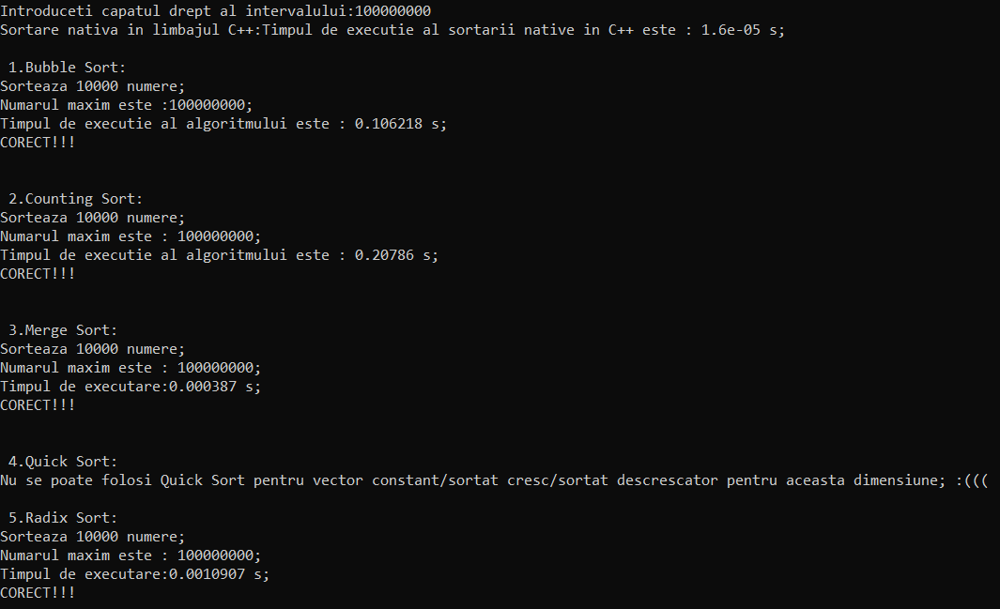 Introduceti capatul drept al intervalului:100000000
Sortare nativa in limbajul C++:Timpul de executie al sortarii native in C++ este : 1.6e-05 s;
1.Bubble Sort:
Sorteaza 10000 numere;
Numarul maxim este :100000000;
Timpul de executie al algoritmului este : 0.106218 s;
CORECT!!!
2.Counting Sort:
Sorteaza 10000 numere;
Numarul maxim este : 100000000;
Timpul de executie al algoritmului este : 0.20786 s;
CORECT!!!
3.Merge Sort:
Sorteaza 10000 numere;
Numarul maxim este : 100000000;
Timpul de executare:0.000387 s;
CORECT!!!
4.Quick Sort:
Nu se poate folosi Quick Sort pentru vector constant/sortat cresc/sortat descrescator pentru aceasta dimensiune; :(((
5.Radix Sort:
Sorteaza 10000 numere;
Numarul maxim este : 100000000;
Timpul de executare:0.0010907 s;
CORECT!!!